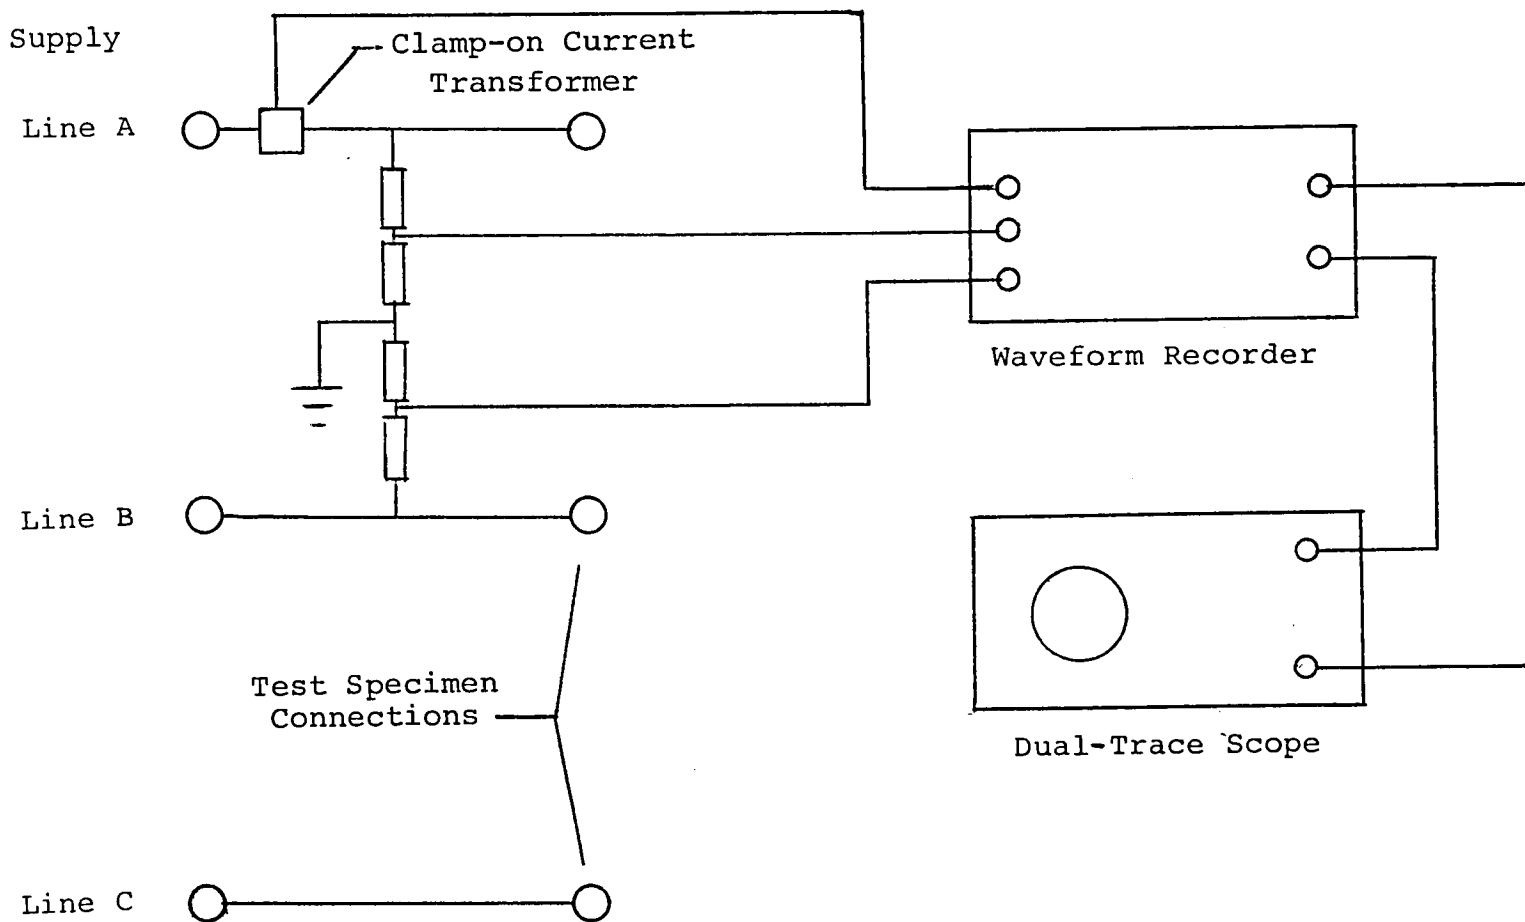 Supply
Clamp-on Current
Transformer
Line A
Waveform Recorder
Line B
Test Specimen
Connections
Dual-Trace Scope
Line C